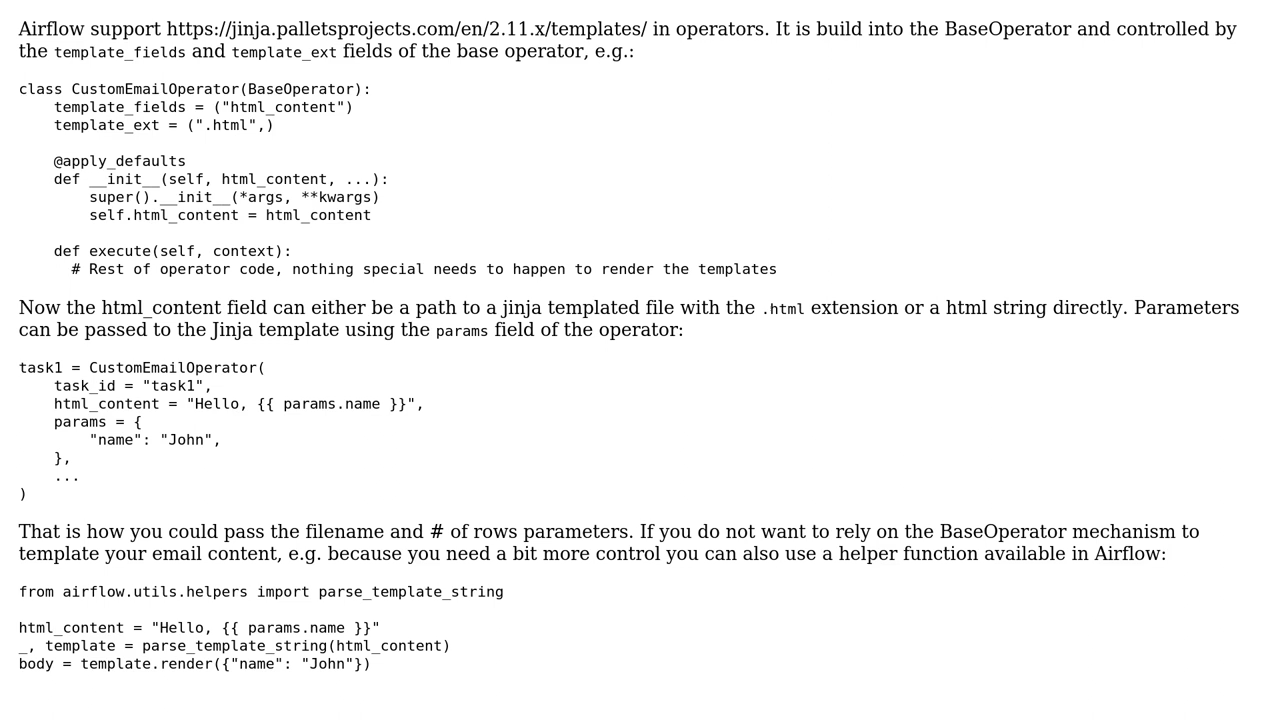 Airflow support https://jinja.palletsprojects.com/en/2.11.x/templates/ in operators. It is build into the BaseOperator and controlled by
the template_fields and template_ext fields of the base operator, e.g.:
class CustomEmailOperator(BaseOperator):
    template_fields = ("html_content")
    template_ext = (".html",)

    @apply_defaults
    def __init__(self, html_content, ...):
        super().__init__(*args, **kwargs)
        self.html_content = html_content

    def execute(self, context):
      # Rest of operator code, nothing special needs to happen to render the templates
Now the html_content field can either be a path to a jinja templated file with the .html extension or a html string directly. Parameters
can be passed to the Jinja template using the params field of the operator:
task1 = CustomEmailOperator(
    task_id = "task1",
    html_content = "Hello, {{ params.name }}",
    params = {
        "name": "John",
    },
    ...
)
That is how you could pass the filename and # of rows parameters. If you do not want to rely on the BaseOperator mechanism to
template your email content, e.g. because you need a bit more control you can also use a helper function available in Airflow:
from airflow.utils.helpers import parse_template_string

html_content = "Hello, {{ params.name }}"
_, template = parse_template_string(html_content)
body = template.render({"name": "John"})